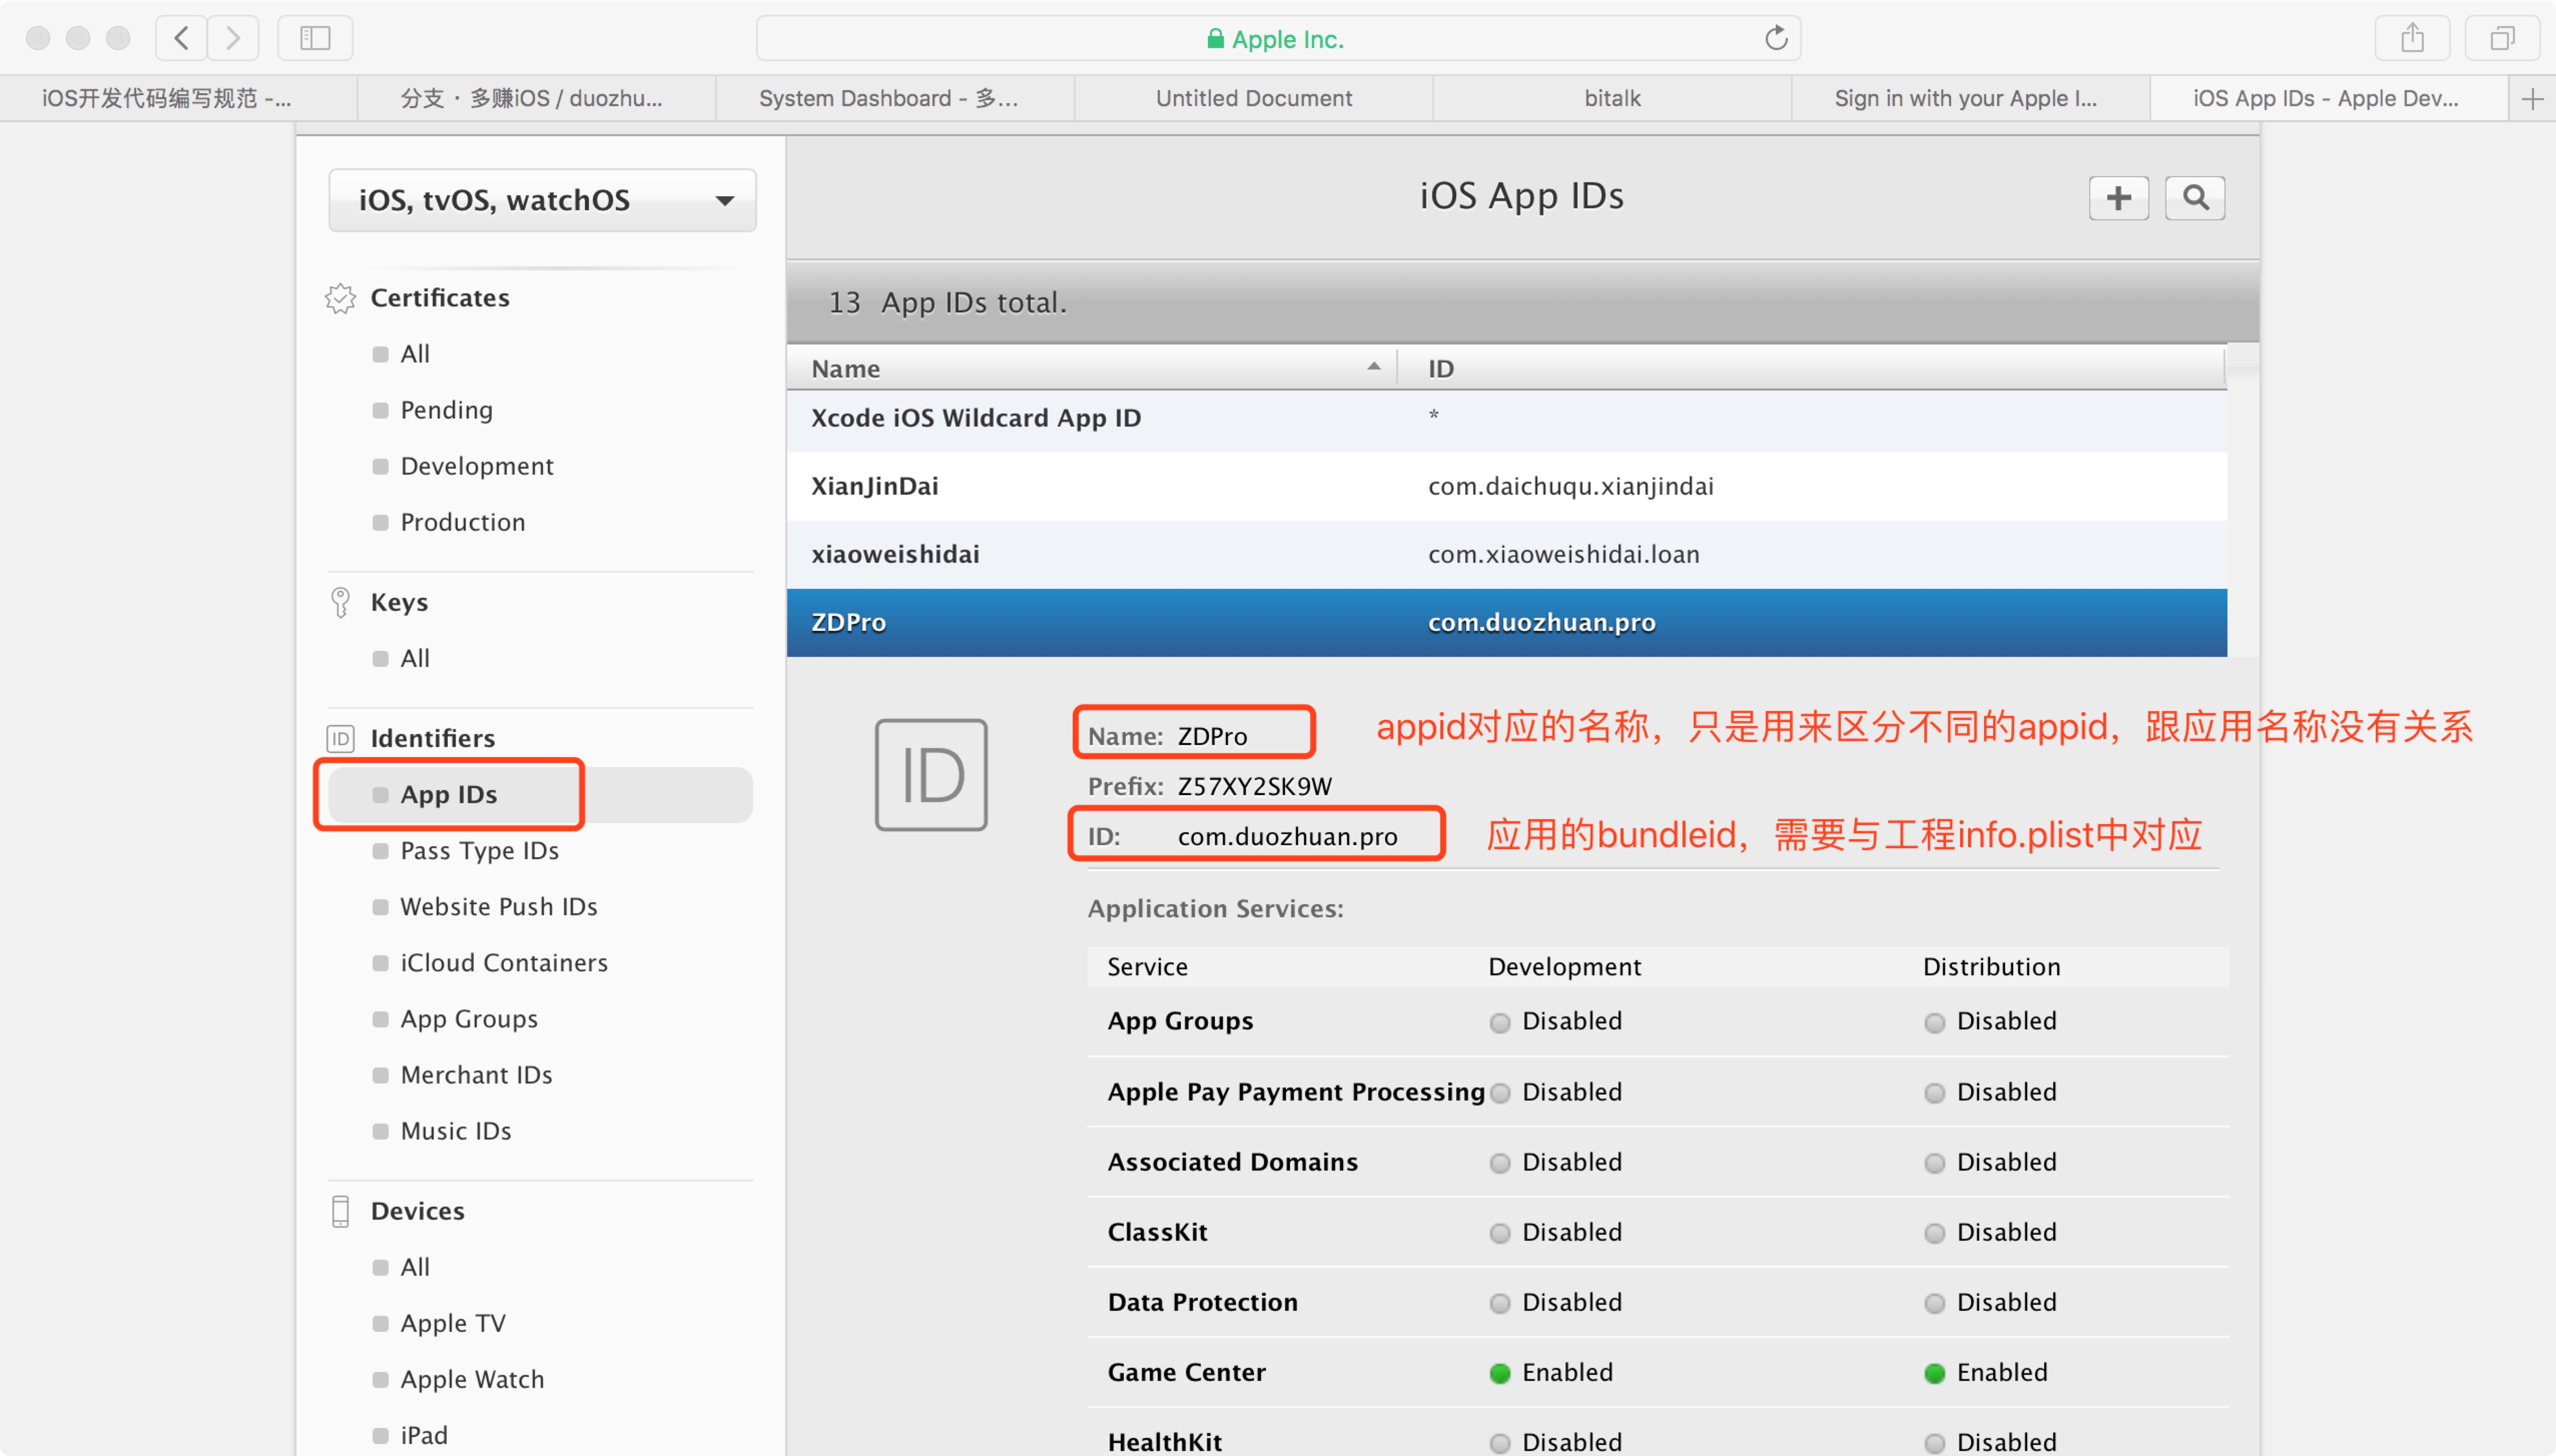 Apple Inc.
iOS开发代码编写规范 -...
分支 · 多赚iOS / duozhu...
System Dashboard - 多...
Untitled Document
bitalk
Sign in with your Apple I...
iOS App IDs - Apple Dev...
iOS, tvOS, watchOS
Certificates
All
Pending
Development
Production
Keys
All
ID Identifiers
App IDs
Pass Type IDs
Website Push IDs
iCloud Containers
App Groups
Merchant IDs
Music IDs
Devices
All
Apple TV
Apple Watch
iPad
iOS App IDs
13 App IDs total.
Name ID
Xcode iOS Wildcard App ID *
XianJinDai com.daichuqu.xianjindai
xiaoweishidai com.xiaoweishidai.loan
ZDPro com.duozhuan.pro
ID
Name: ZDPro appid对应的名称，只是用来区分不同的appid，跟应用名称没有关系
Prefix: Z57XY2SK9W
ID: com.duozhuan.pro 应用的bundleid，需要与工程info.plist中对应
Application Services:
Service Development Distribution
App Groups Disabled Disabled
Apple Pay Payment Processing Disabled Disabled
Associated Domains Disabled Disabled
ClassKit Disabled Disabled
Data Protection Disabled Disabled
Game Center Enabled Enabled
HealthKit Disabled Disabled